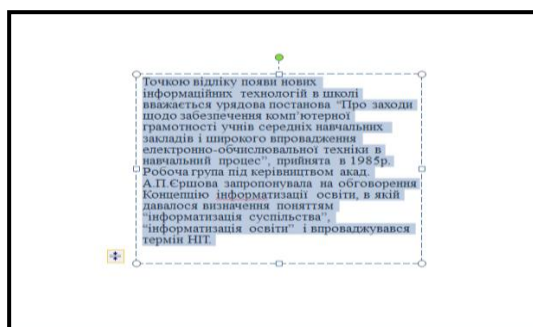 Точкою відліку появи нових
інформаційних технологій в школі
вважається урядова постанова “Про заходи
щодо забезпечення комп’ютерної
грамотності учнів середніх навчальних
закладів і широкого впровадження
електронно-обчислювальної техніки в
навчальний процес”, прийнята в 1985р.
Робоча група під керівництвом акад.
А.П.Єршова запропонувала на обговорення
Концепцію інформатизації освіти, в якій
давалося визначення поняттям
“інформатизація суспільства”,
“інформатизація освіти” і впроваджувався
термін НІТ.